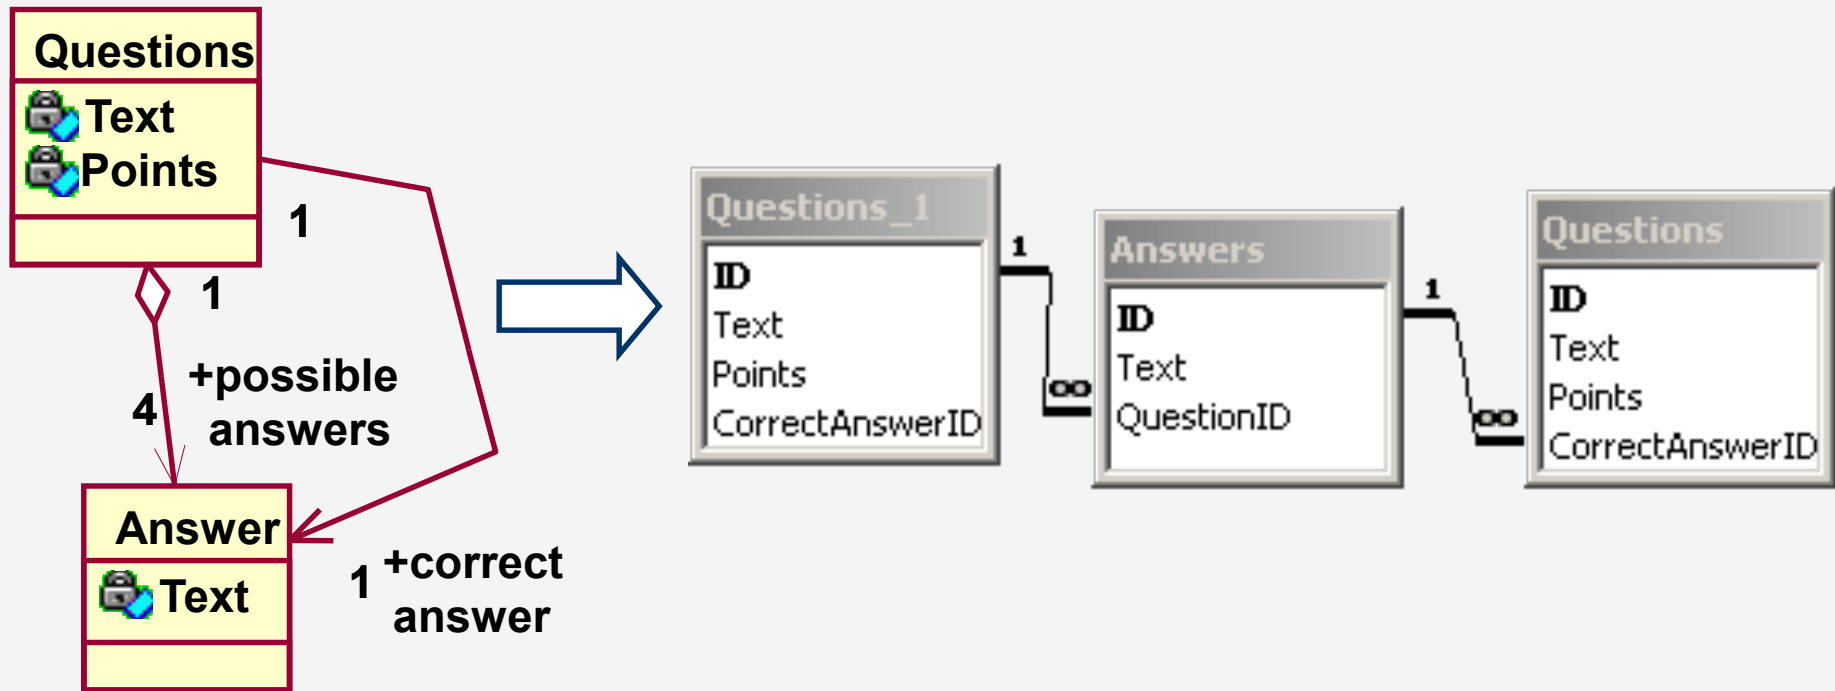 Questions
Text
Points
1
1
+possible
answers
4
Answer
Text
1
+correct
answer
Questions_1
ID
Text
Points
CorrectAnswerID
1
∞
Answers
ID
Text
QuestionID
1
∞
Questions
ID
Text
Points
CorrectAnswerID